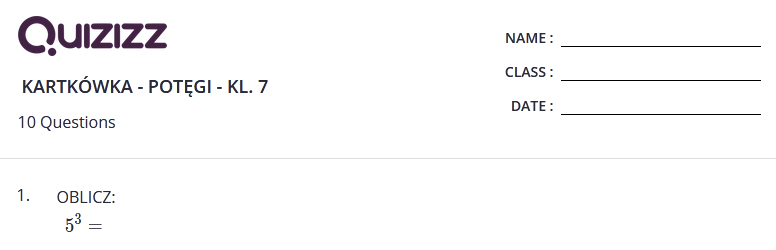 Quizizz
NAME :
CLASS :
DATE :
KARTKÓWKA - POTĘGI - KL. 7
10 Questions
1. OBLICZ:
5³ =